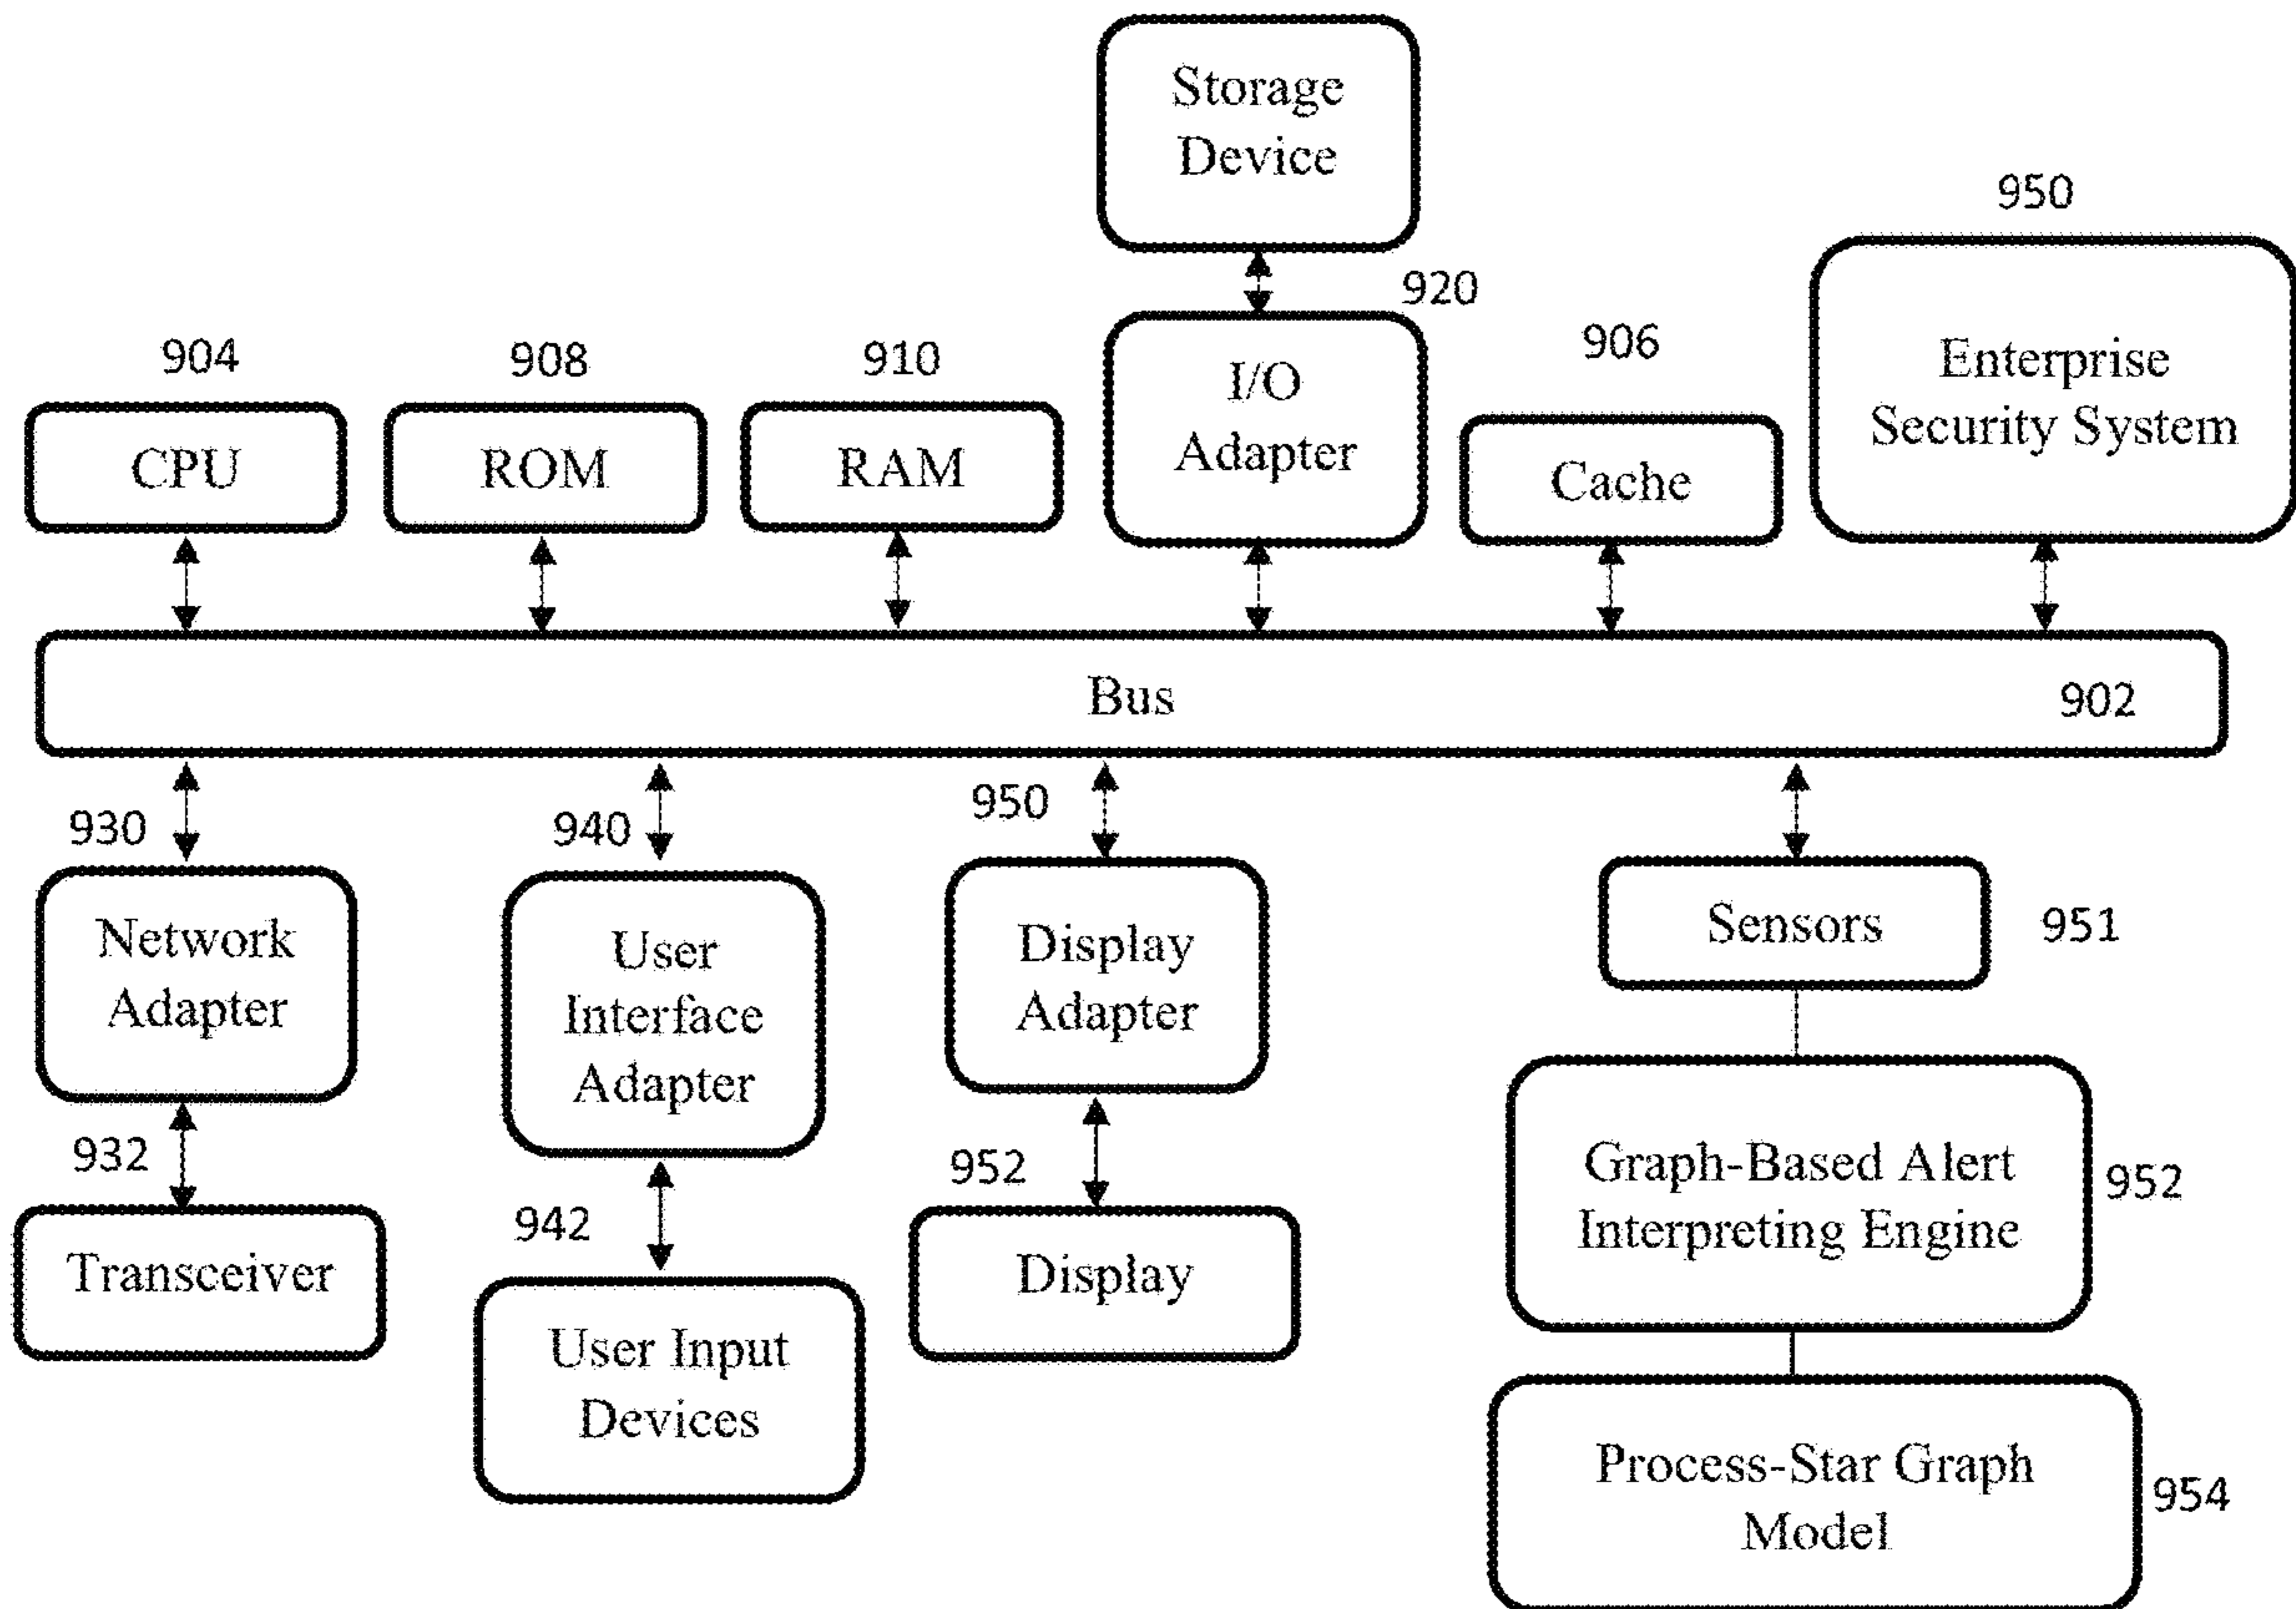 Storage
Device
950
920
904
908
910
906
I/O
Adapter
Enterprise
Security System
CPU
ROM
RAM
Cache
Bus
902
930
940
950
Network
Adapter
User
Interface
Adapter
Display
Adapter
Sensors
951
932
942
952
Transceiver
User Input
Devices
Display
Graph-Based Alert
Interpreting Engine
952
Process-Star Graph
Model
954